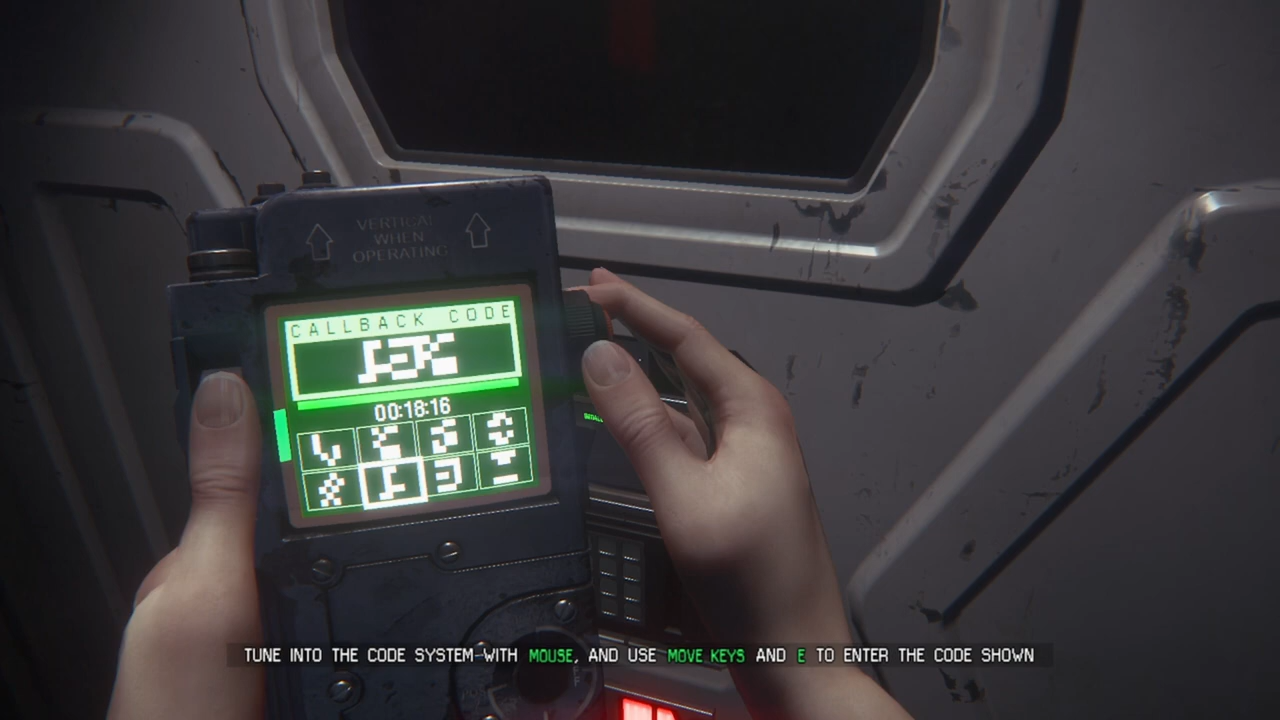 VERTICAL
WHEN
OPERATING
CALLBACK CODE
00:18:16
TUNE INTO THE CODE SYSTEM WITH MOUSE, AND USE MOVE KEYS AND E TO ENTER THE CODE SHOWN